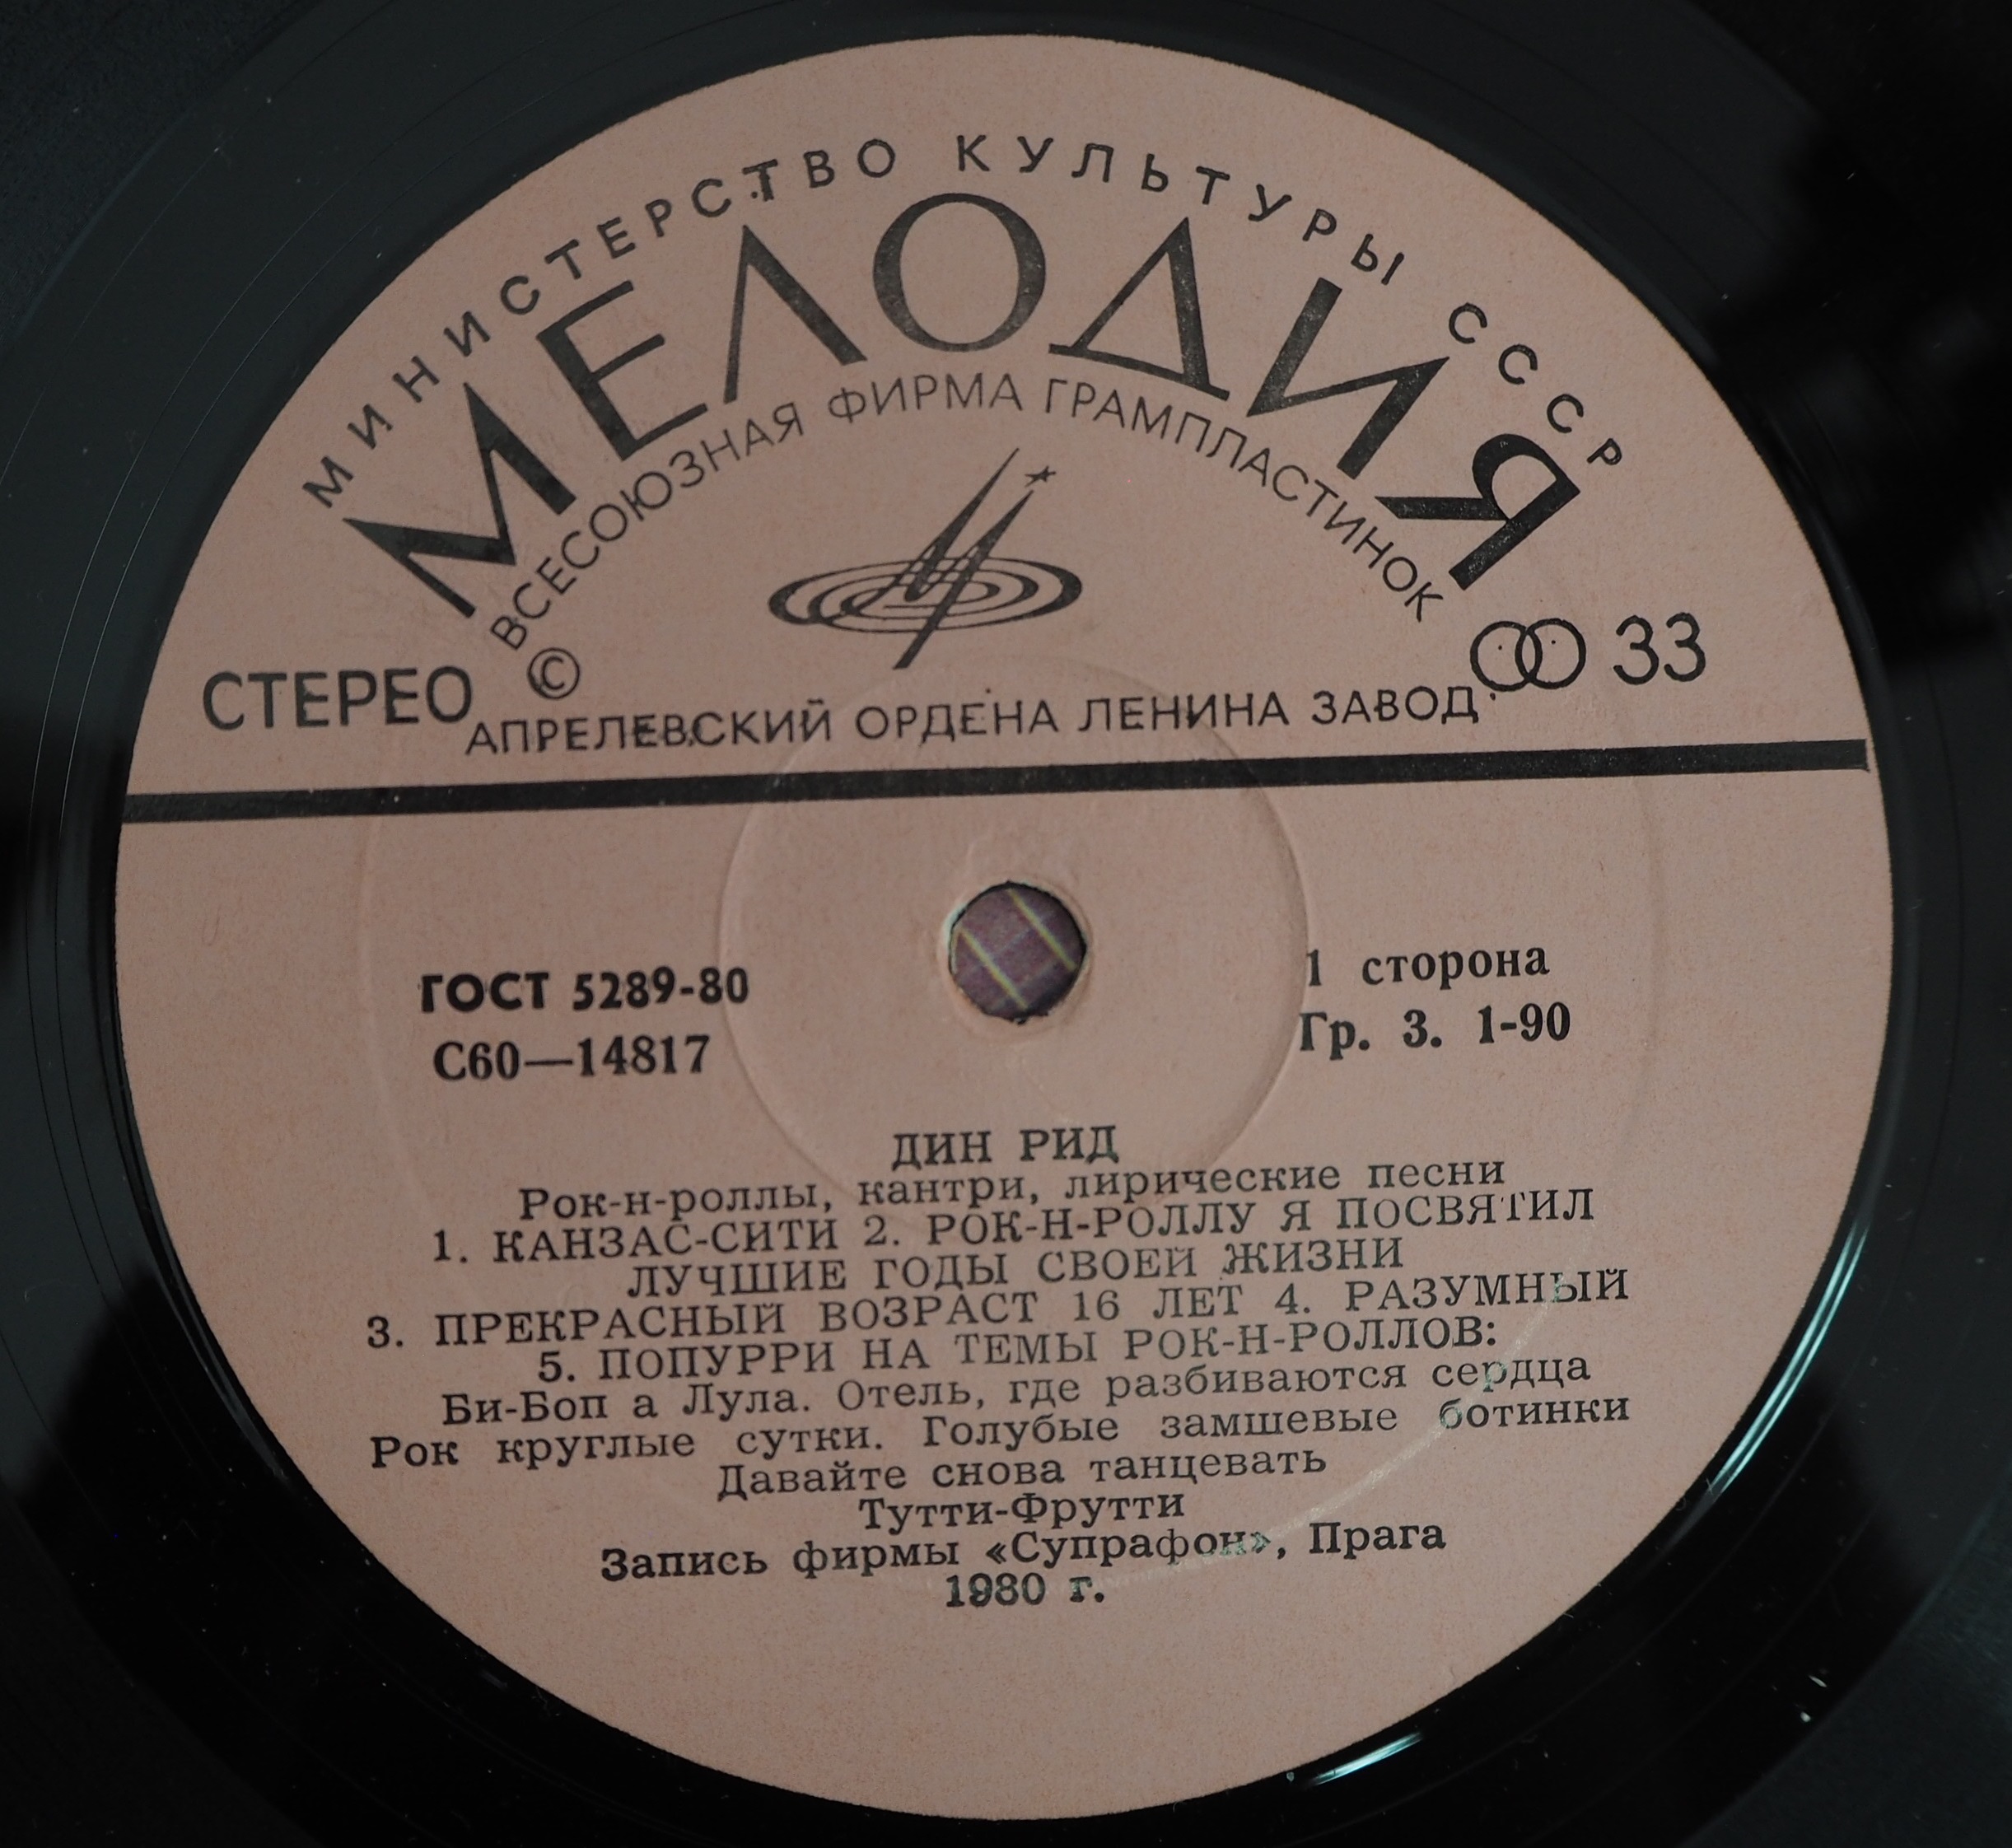 МИНИСТЕРСТВО КУЛЬТУРЫ СССР
МЕЛОДИЯ
ВСЕСОЮЗНАЯ ФИРМА ГРАМПЛАСТИНОК
СТЕРЕО © 33
АПРЕЛЕВСКИЙ ОРДЕНА ЛЕНИНА ЗАВОД
ГОСТ 5289-80
С60—14817
1 сторона
Гр. 3. 1-90
ДИН РИД
Рок-н-роллы, кантри, лирические песни
1. КАНЗАС-СИТИ 2. РОК-Н-РОЛЛУ Я ПОСВЯТИЛ
ЛУЧШИЕ ГОДЫ СВОЕЙ ЖИЗНИ
3. ПРЕКРАСНЫЙ ВОЗРАСТ 16 ЛЕТ 4. РАЗУМНЫЙ
5. ПОПУРРИ НА ТЕМЫ РОК-Н-РОЛЛОВ:
Би-Боп а Лула. Отель, где разбиваются сердца
Рок круглые сутки. Голубые замшевые ботинки
Давайте снова танцевать
Тутти-Фрутти
Запись фирмы «Супрафон», Прага
1980 г.